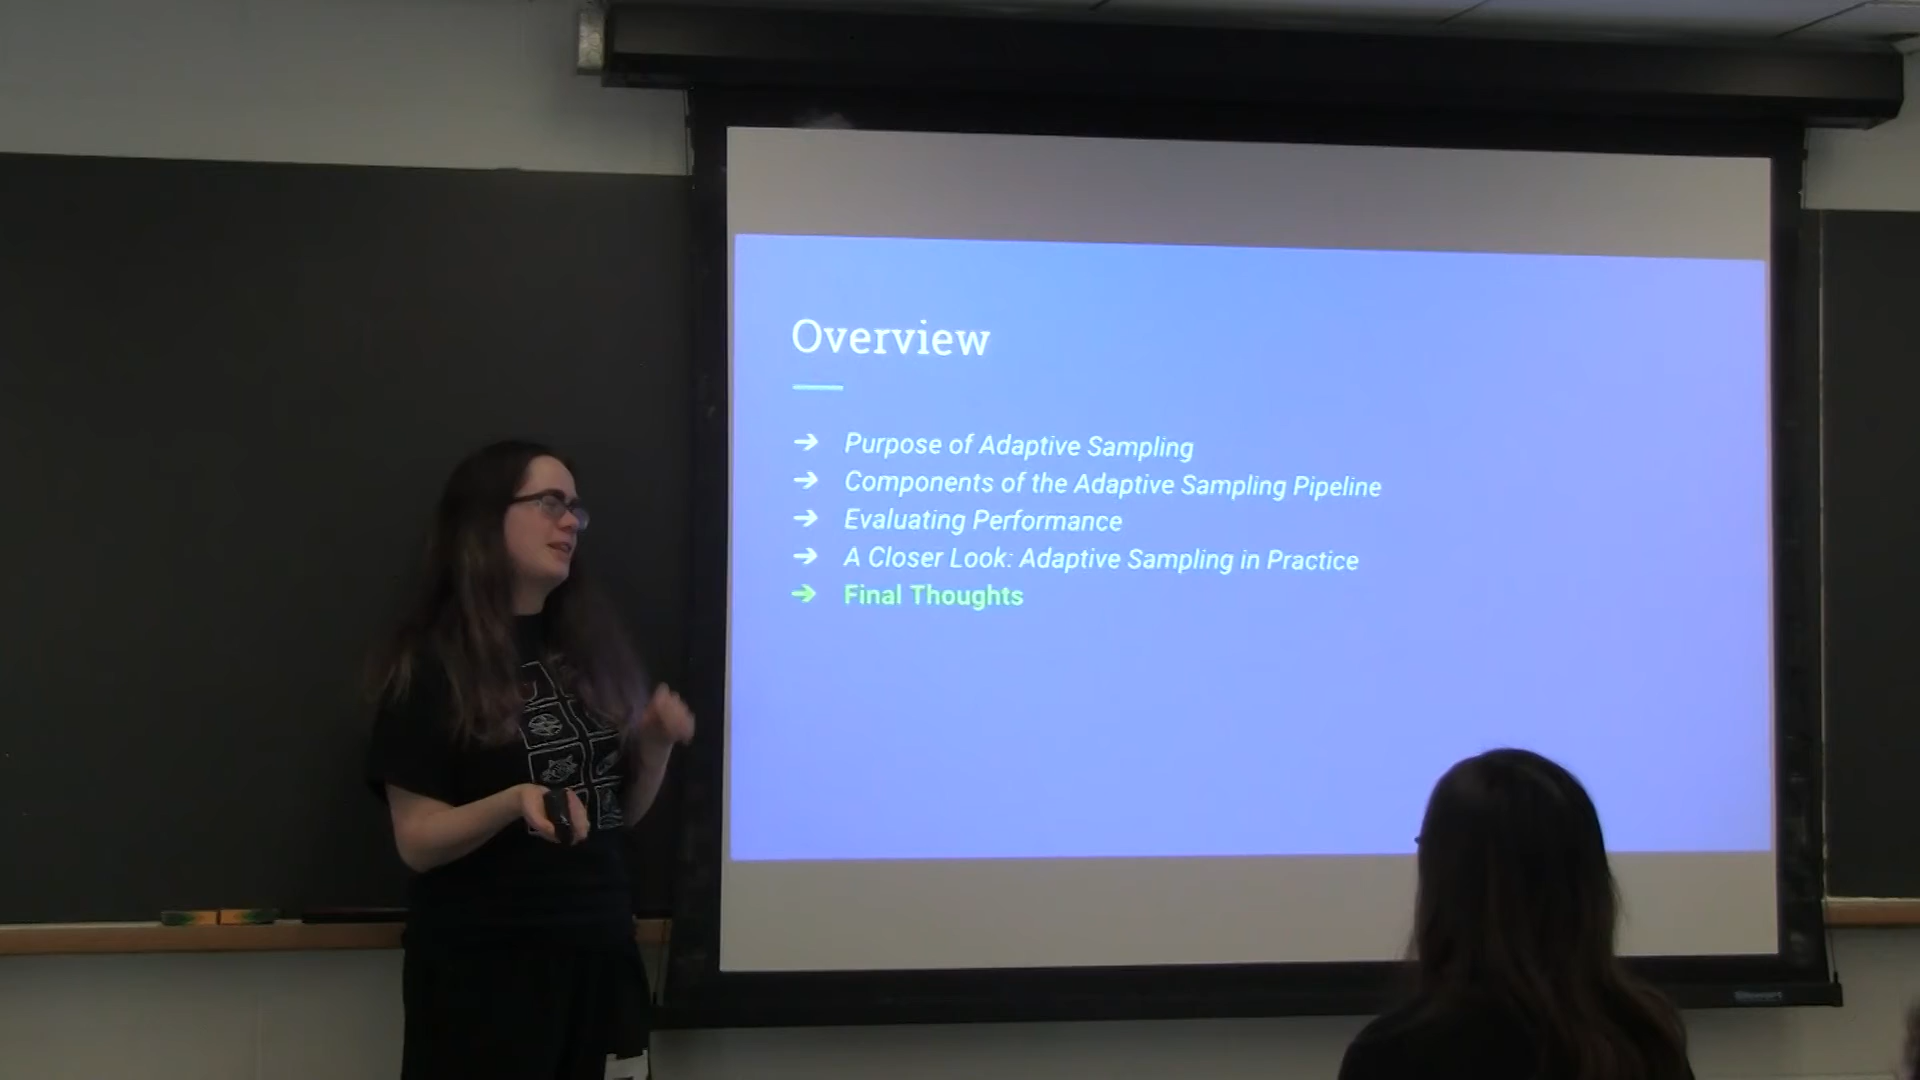 Overview
➔ Purpose of Adaptive Sampling
➔ Components of the Adaptive Sampling Pipeline
➔ Evaluating Performance
➔ A Closer Look: Adaptive Sampling in Practice
➔ Final Thoughts